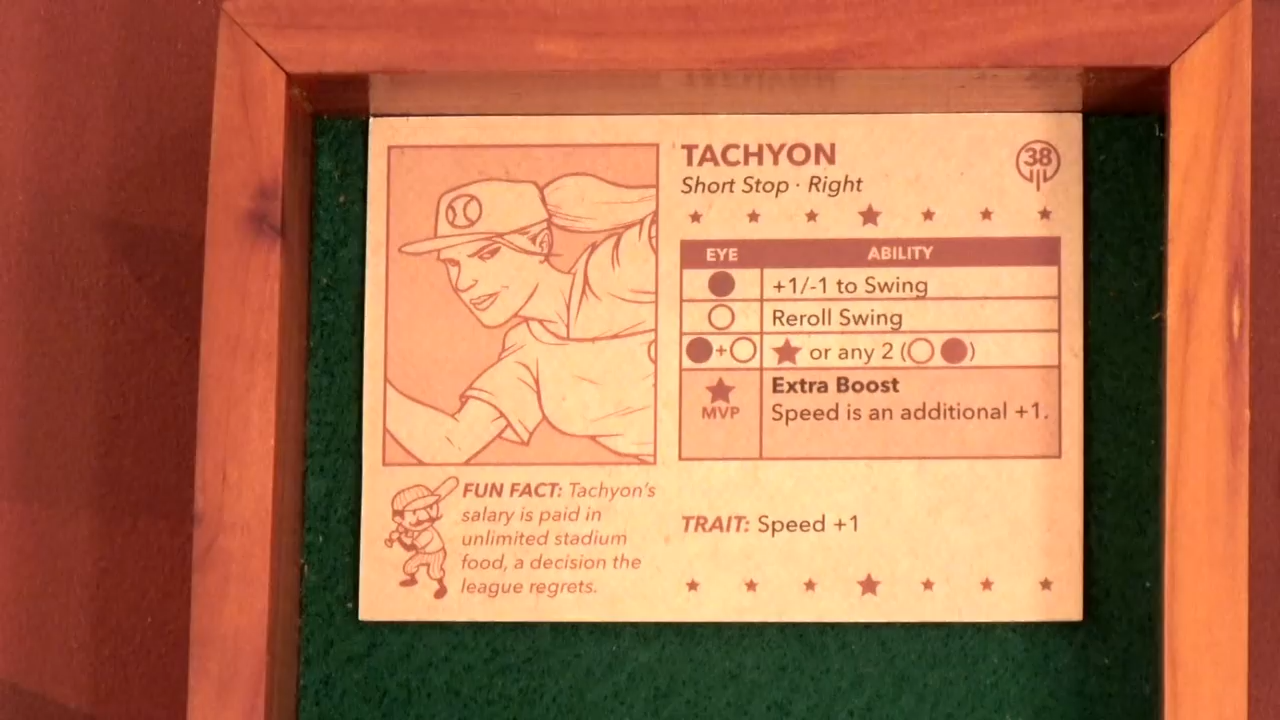 TACHYON
38
Short Stop · Right
EYE ABILITY
+1/-1 to Swing
Reroll Swing
+ or any 2 ( )
MVP
Extra Boost
Speed is an additional +1.
FUN FACT: Tachyon's
salary is paid in
unlimited stadium
food, a decision the
league regrets.
TRAIT: Speed +1